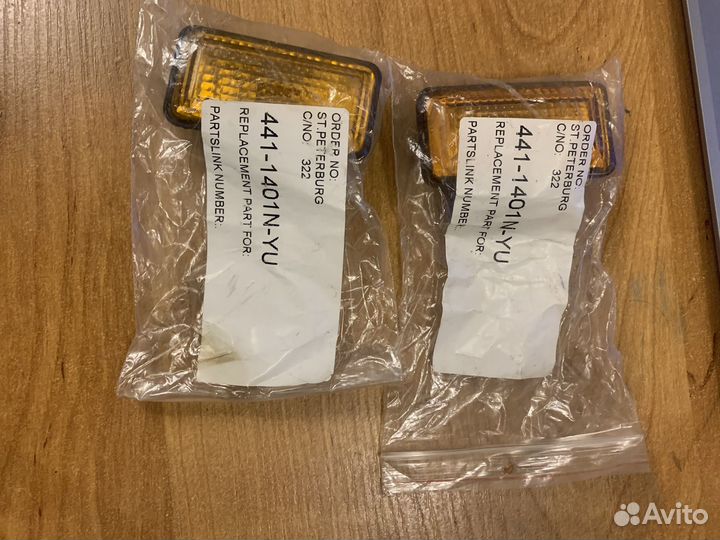 ORDER NO:
ST.PETERBURG
C/NO: 322
441-1401N-YU
REPLACEMENT PART FOR:
PARTSLINK NUMBER:
ORDER NO:
ST.PETERBURG
C/NO: 322
441-1401N-YU
REPLACEMENT PART FOR:
PARTSLINK NUMBER:
Avito